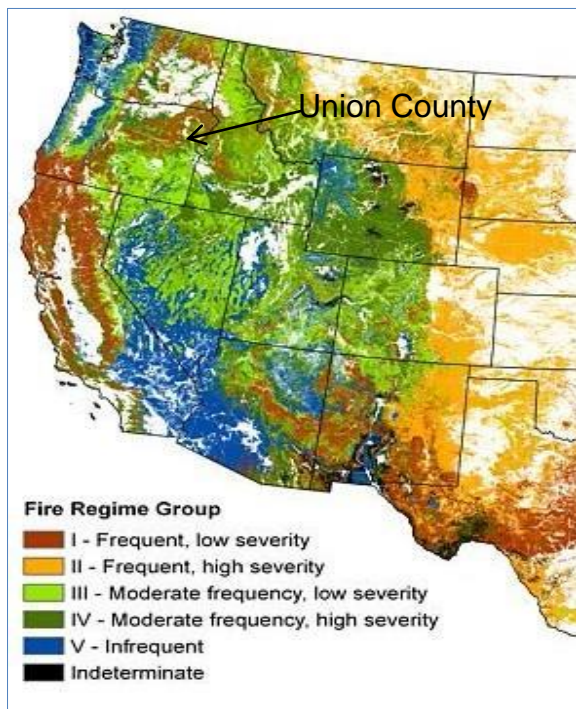 Union County
Fire Regime Group
I - Frequent, low severity
II - Frequent, high severity
III - Moderate frequency, low severity
IV - Moderate frequency, high severity
V - Infrequent
Indeterminate